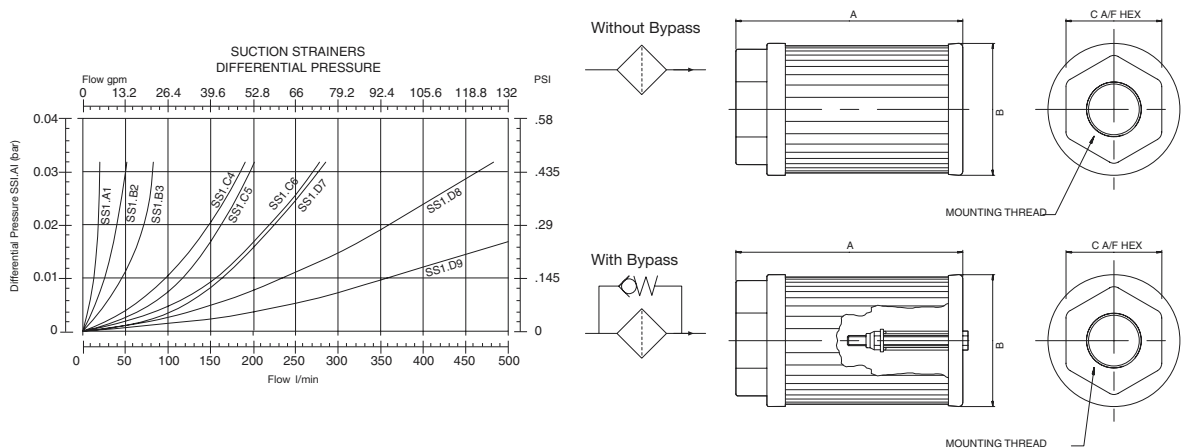 SUCTION STRAINERS
DIFFERENTIAL PRESSURE
Flow gpm
PSI
0 13.2 26.4 39.6 52.8 66 79.2 92.4 105.6 118.8 132
0.04
0.03
0.02
0.01
0
.58
.435
.29
.145
0
Differential Pressure SSI.AI (bar)
SS1.A1
SS1.B2
SS1.B3
SS1.C4
SS1.C5
SS1.C6
SS1.D7
SS1.D8
SS1.D9
0 50 100 150 200 250 300 350 400 450 500
Flow l/min
Without Bypass
A
B
C A/F HEX
MOUNTING THREAD
With Bypass
A
B
C A/F HEX
MOUNTING THREAD